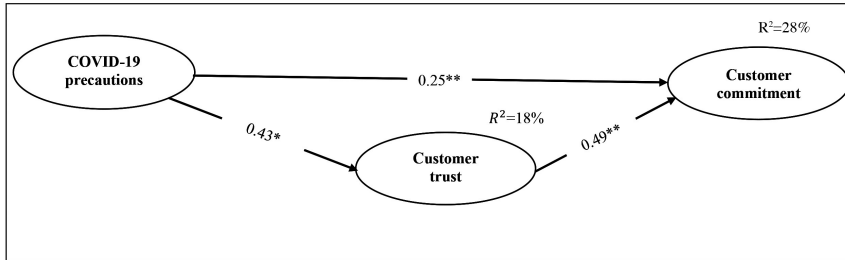 R²=28%
COVID-19
precautions
Customer
commitment
0.25**
R²=18%
0.43*
0.49**
Customer
trust